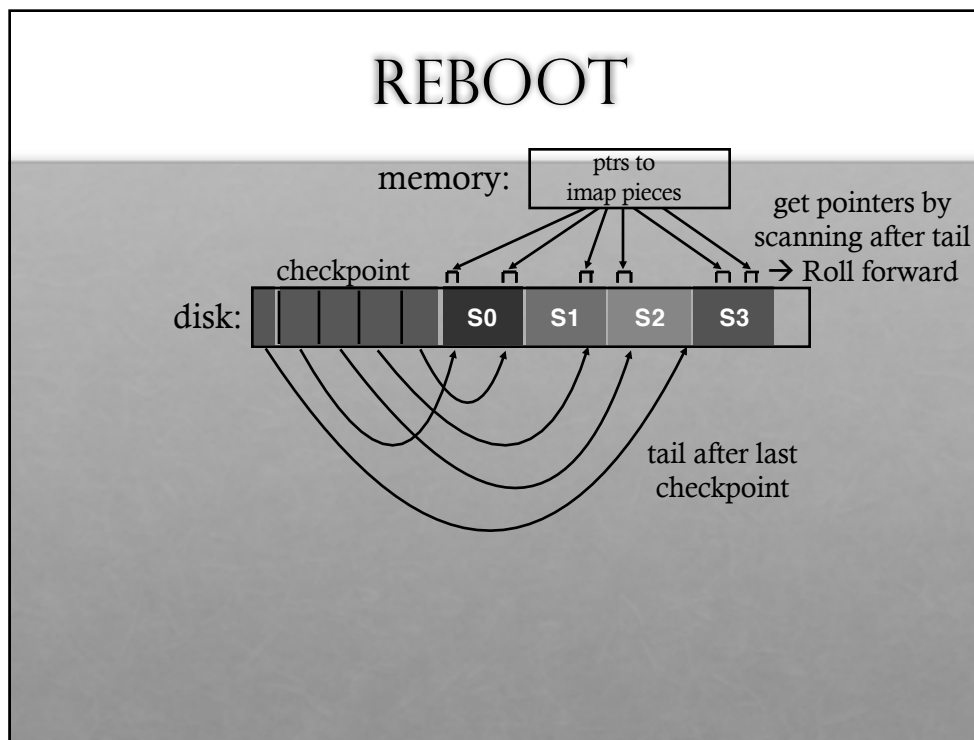 REBOOT
memory:
ptrs to
imap pieces
get pointers by
scanning after tail
→ Roll forward
checkpoint
disk:
S0 S1 S2 S3
tail after last
checkpoint